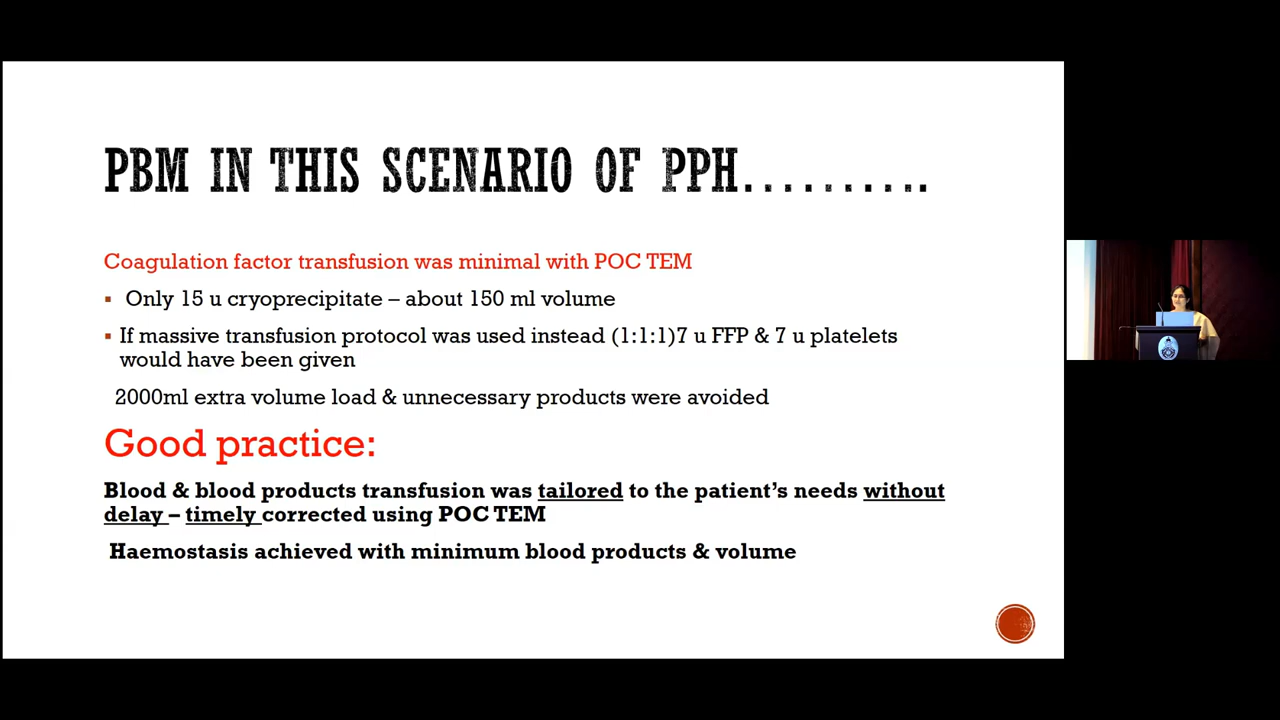 PBM IN THIS SCENARIO OF PPH..........
Coagulation factor transfusion was minimal with POC TEM
▪ Only 15 u cryoprecipitate – about 150 ml volume
▪ If massive transfusion protocol was used instead (1:1:1)7 u FFP & 7 u platelets
would have been given
2000ml extra volume load & unnecessary products were avoided
Good practice:
Blood & blood products transfusion was tailored to the patient’s needs without
delay – timely corrected using POC TEM
Haemostasis achieved with minimum blood products & volume